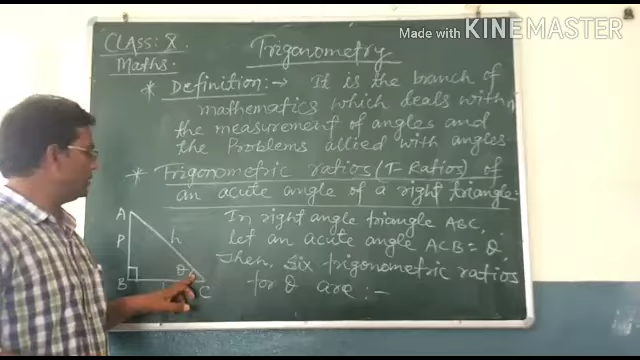 Made with KINEMASTER
CLASS: X
Maths.
Trigonometry
* Definition:→ It is the branch of
mathematics which deals with
the measurement of angles and
the Problems allied with angles.
* Trigonometric ratios (T-Ratios) of
an acute angle of a right triangle:-
In right angle triangle ABC,
Let an acute angle ACB = θ,
Then, six trigonometric ratios
for θ are :-
A
P
h
B
θ
C